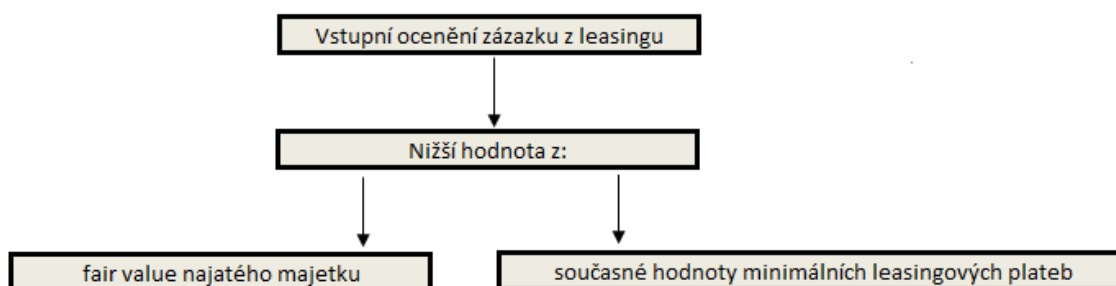 Vstupní ocenění zázazku z leasingu
Nižší hodnota z:
fair value najatého majetku
současné hodnoty minimálních leasingových plateb